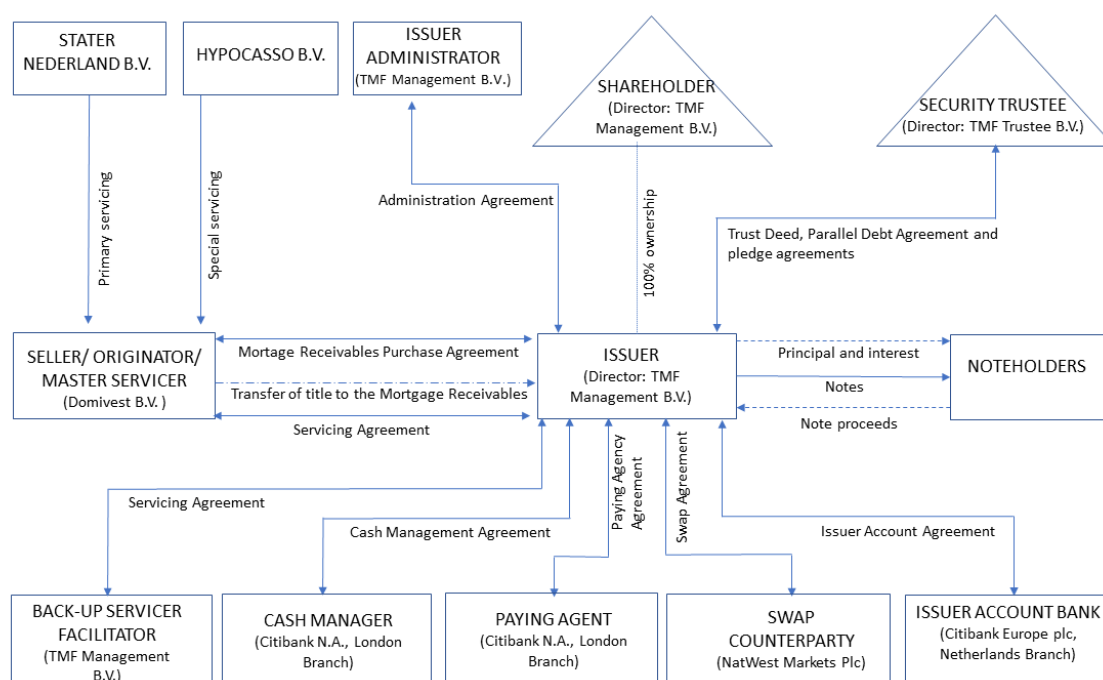 STATER
NEDERLAND B.V.
HYPOCASSO B.V.
ISSUER
ADMINISTRATOR
(TMF Management B.V.)
SHAREHOLDER
(Director: TMF
Management B.V.)
SECURITY TRUSTEE
(Director: TMF Trustee B.V.)
Primary servicing
Special servicing
Administration Agreement
100% ownership
Trust Deed, Parallel Debt Agreement and
pledge agreements
SELLER/ ORIGINATOR/
MASTER SERVICER
(Domivest B.V. )
Mortage Receivables Purchase Agreement
Transfer of title to the Mortgage Receivables
Servicing Agreement
ISSUER
(Director: TMF
Management B.V.)
Principal and interest
Notes
Note proceeds
NOTEHOLDERS
Servicing Agreement
Cash Management Agreement
Paying Agency
Agreement
Swap Agreement
Issuer Account Agreement
BACK-UP SERVICER
FACILITATOR
(TMF Management
B.V.)
CASH MANAGER
(Citibank N.A., London
Branch)
PAYING AGENT
(Citibank N.A., London
Branch)
SWAP
COUNTERPARTY
(NatWest Markets Plc)
ISSUER ACCOUNT BANK
(Citibank Europe plc,
Netherlands Branch)